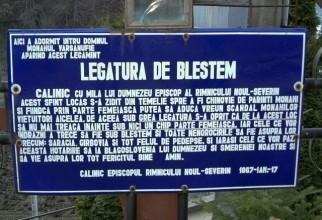 AICI A ADORMIT INTRU DOMNUL
MONAHUL VARSANUFIE
APARIND ACEST LEGAMINT
LEGATURA DE BLESTEM
CALINIC CU MILA LUI DUMNEZEU EPISCOP AL RIMNICULUI NOUL-SEVERIN
ACEST SFINT LOCAS S-A ZIDIT DIN TEMELIE SPRE A FI CHINOVIE DE PARINTI MONAHI
SI FIINDCA PRIN PARTE FEMEIASCA PUTEA SA ADUCA VREUN SCANDAL MONAHILOR
VIETUITORI AICI, DE ACEEA SUB GREA LEGATURA S-A OPRIT CA DE LA ACEST LOC
SA NU MAI TREACA INAINTE SUB NICI UN CHIP PARTE FEMEIASCA, IAR CELE CE VOR
INDRAZNI A TRECE SA FIE SUB BLESTEM SI TOATE NENOROCIRILE SA FIE ASUPRA LOR
PRECUM: SARACIA, GIRBOVIA SI TOT FELUL DE PEDEPSE, SI IARASI CELE CE VOR PAZI
ACEASTA HOTARIRE SA AIBA BLAGOSLOVENIA LUI DUMNEZEU SI A SMERENIEI NOASTRE SI
SA VIE ASUPRA LOR TOT FERICITUL BINE AMIN.
CALINIC EPISCOPUL RIMNICULUI NOUL-SEVERIN 1867-IAN.-17